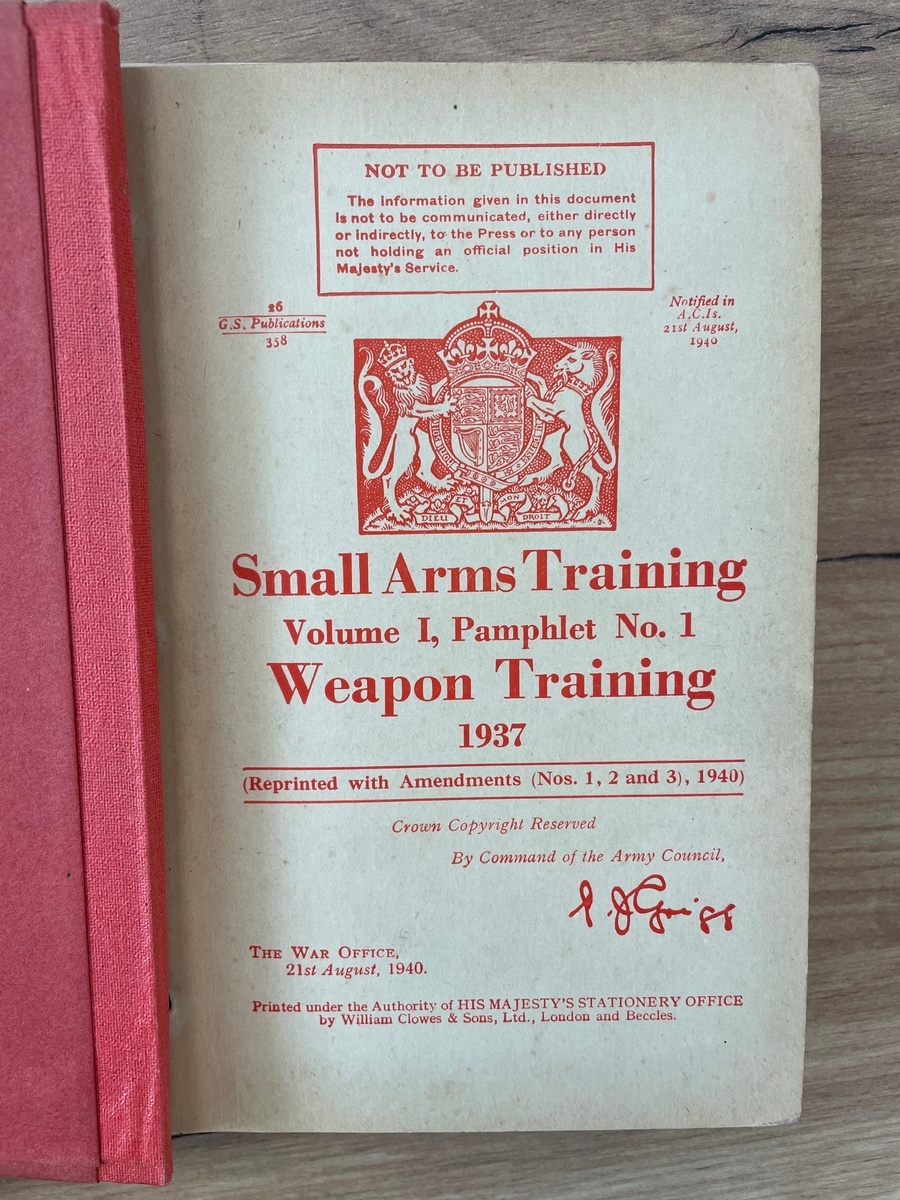 NOT TO BE PUBLISHED
The information given in this document
is not to be communicated, either directly
or indirectly, to the Press or to any person
not holding an official position in His
Majesty's Service.
26
G.S. Publications
358
Notified in
A.C.Is.
21st August,
1940
DIEU ET MON DROIT
Small Arms Training
Volume I, Pamphlet No. 1
Weapon Training
1937
(Reprinted with Amendments (Nos. 1, 2 and 3), 1940)
Crown Copyright Reserved
By Command of the Army Council,
P. J. Grigg
THE WAR OFFICE,
21st August, 1940.
Printed under the Authority of HIS MAJESTY'S STATIONERY OFFICE
by William Clowes & Sons, Ltd., London and Beccles.